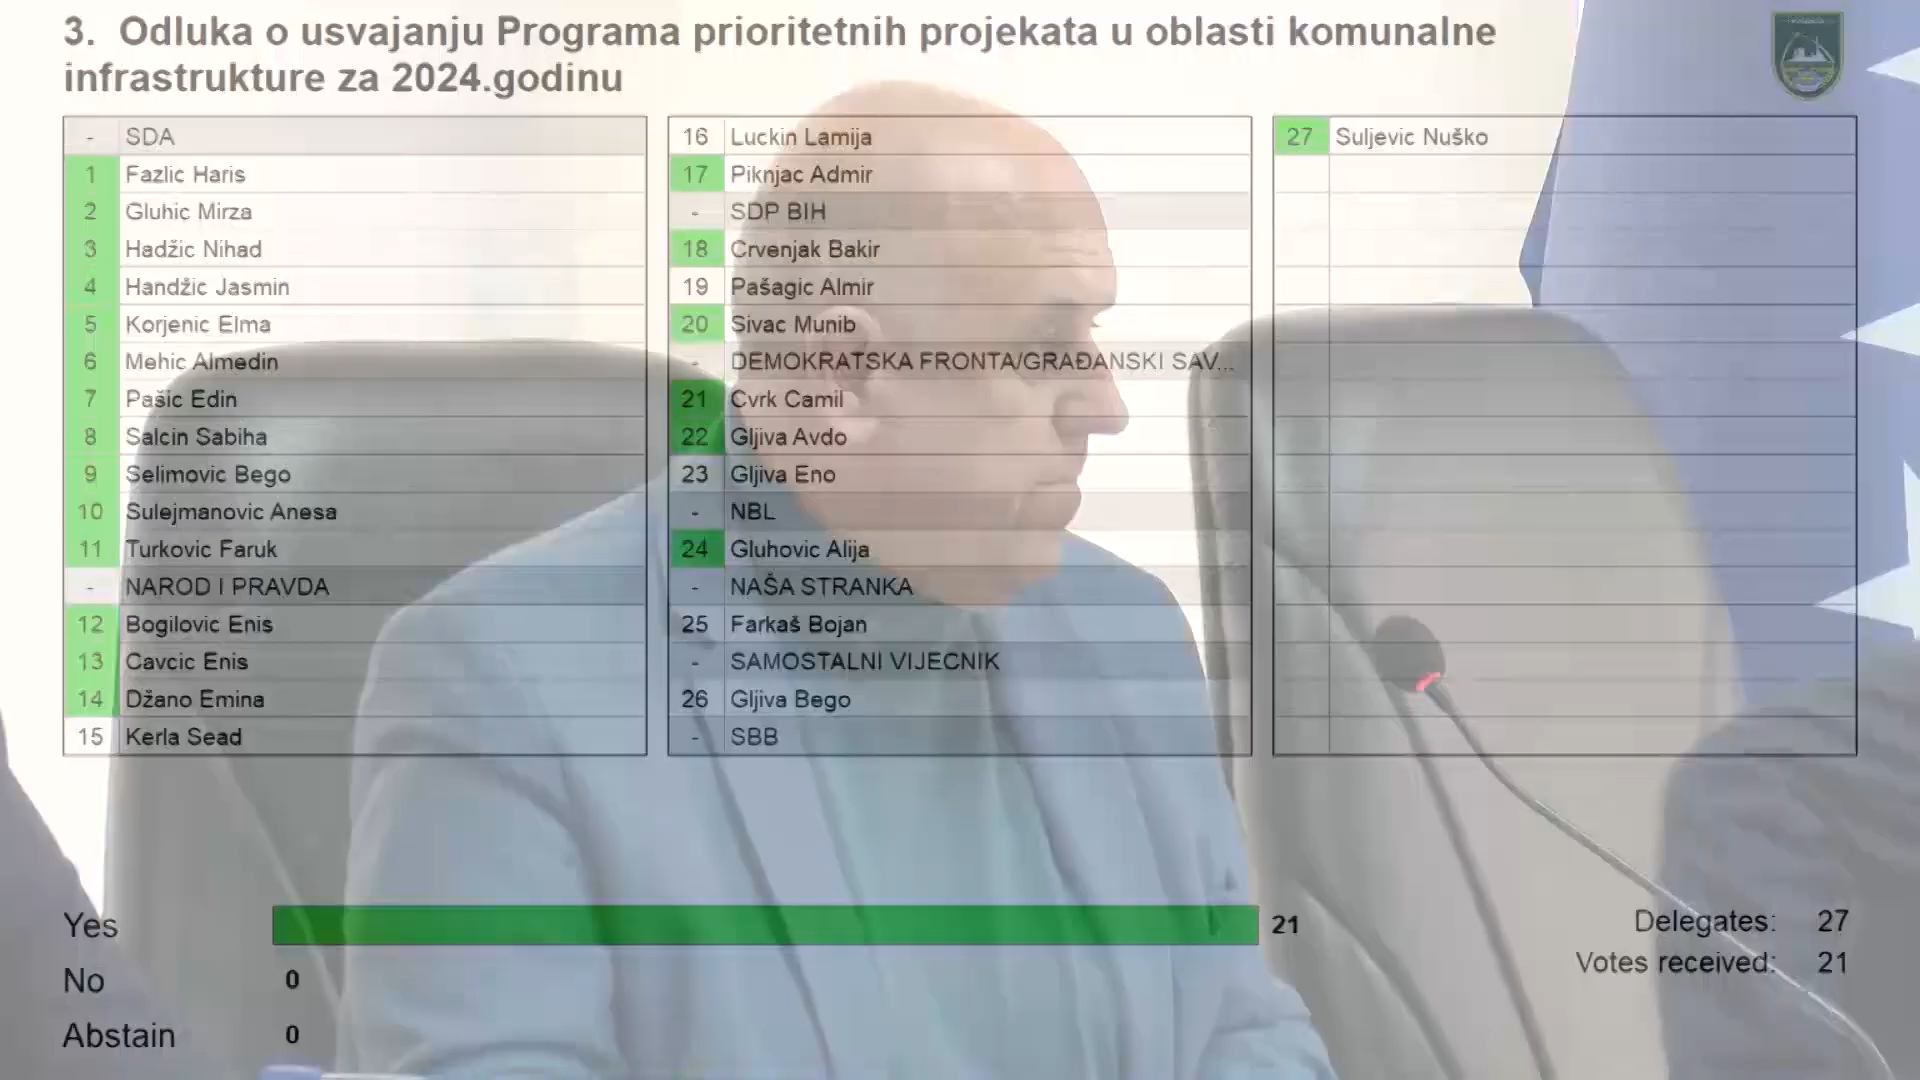 3. Odluka o usvajanju Programa prioritetnih projekata u oblasti komunalne
infrastrukture za 2024.godinu
- SDA
1 Fazlic Haris
2 Gluhic Mirza
3 Hadžic Nihad
4 Handžic Jasmin
5 Korjenic Elma
6 Mehic Almedin
7 Pašic Edin
8 Salcin Sabiha
9 Selimovic Bego
10 Sulejmanovic Anesa
11 Turkovic Faruk
- NAROD I PRAVDA
12 Bogilovic Enis
13 Cavcic Enis
14 Džano Emina
15 Kerla Sead
16 Luckin Lamija
17 Piknjac Admir
- SDP BIH
18 Crvenjak Bakir
19 Pašagic Almir
20 Sivac Munib
- DEMOKRATSKA FRONTA/GRAĐANSKI SAV...
21 Cvrk Camil
22 Gljiva Avdo
23 Gljiva Eno
- NBL
24 Gluhovic Alija
- NAŠA STRANKA
25 Farkaš Bojan
- SAMOSTALNI VIJECNIK
26 Gljiva Bego
- SBB
27 Suljevic Nuško
Yes 21
No 0
Abstain 0
Delegates: 27
Votes received: 21